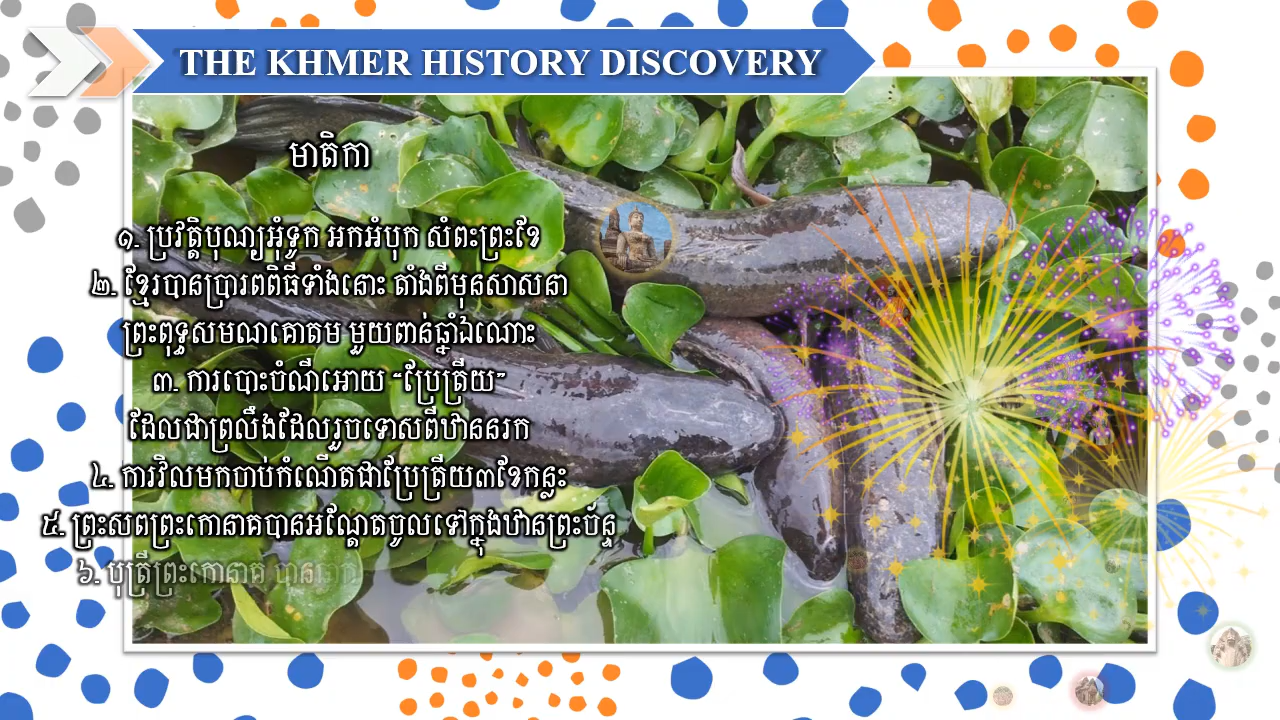 THE KHMER HISTORY DISCOVERY
មាតិកា
១. ប្រវត្តិបុណ្យអុំទូក អកអំបុក សំពះព្រះខែ
២. ខ្មែរបានប្រារព្ធពិធីទាំងនោះ តាំងពីមុនសាសនា
ព្រះពុទ្ធសមណគោតម មួយពាន់ឆ្នាំឯណោះ
៣. ការបោះចំណីអោយ “ប្រែត្រីយ”
ដែលជាព្រលឹងដែលរួចទោសពីឋាននរក
៤. ការវិលមកចាប់កំណើតជាប្រែត្រីយ៣ខែកន្លះ
៥. ព្រះសពព្រះកោនាគបានអណ្តែតចូលទៅក្នុងឋានព្រះច័ន្ទ
៦. បុត្រីព្រះកោនាគ បាន